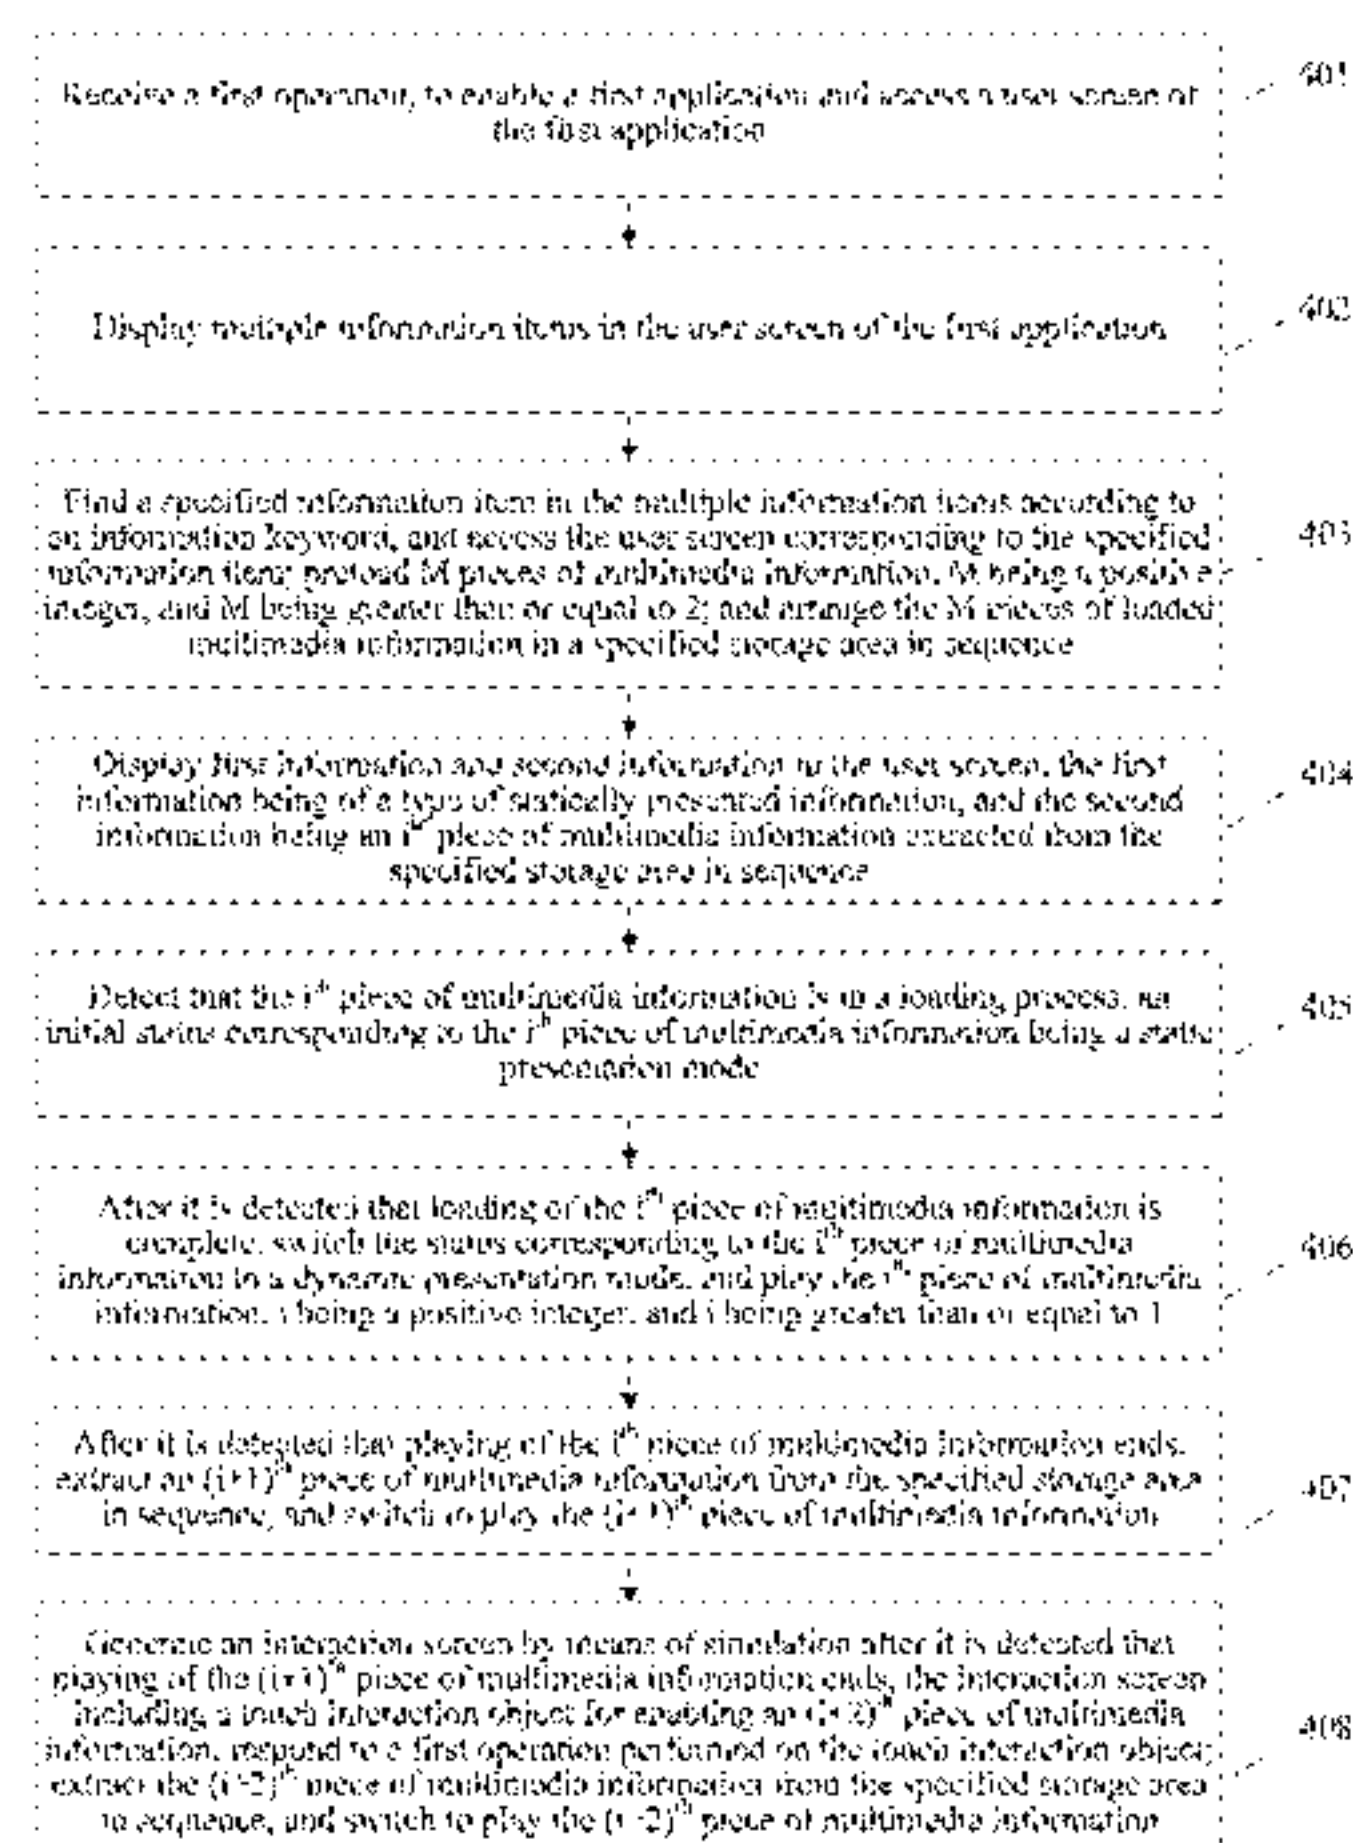 Receive a first operation, to enable a first application and access a user screen of
the first application
401
Display multiple information items in the user screen of the first application
402
Find a specified information item in the multiple information items according to
an information keyword, and access the user screen corresponding to the specified
information item; preload M pieces of multimedia information, M being a positive
integer, and M being greater than or equal to 2; and arrange the M pieces of loaded
multimedia information in a specified storage area in sequence
403
Display first information and second information in the user screen, the first
information being of a type of statically presented information, and the second
information being an i^th piece of multimedia information extracted from the
specified storage area in sequence
404
Detect that the i^th piece of multimedia information is in a loading process, an
initial status corresponding to the i^th piece of multimedia information being a static
presentation mode
405
After it is detected that loading of the i^th piece of multimedia information is
complete, switch the status corresponding to the i^th piece of multimedia
information to a dynamic presentation mode, and play the i^th piece of multimedia
information, i being a positive integer, and i being greater than or equal to 1
406
After it is detected that playing of the i^th piece of multimedia information ends,
extract an (i+1)^th piece of multimedia information from the specified storage area
in sequence, and switch to play the (i+1)^th piece of multimedia information
407
Generate an interaction screen by means of simulation after it is detected that
playing of the (i+1)^th piece of multimedia information ends, the interaction screen
including a touch interaction object for enabling an (i+2)^th piece of multimedia
information, respond to a first operation performed on the touch interaction object;
extract the (i+2)^th piece of multimedia information from the specified storage area
in sequence, and switch to play the (i+2)^th piece of multimedia information
408